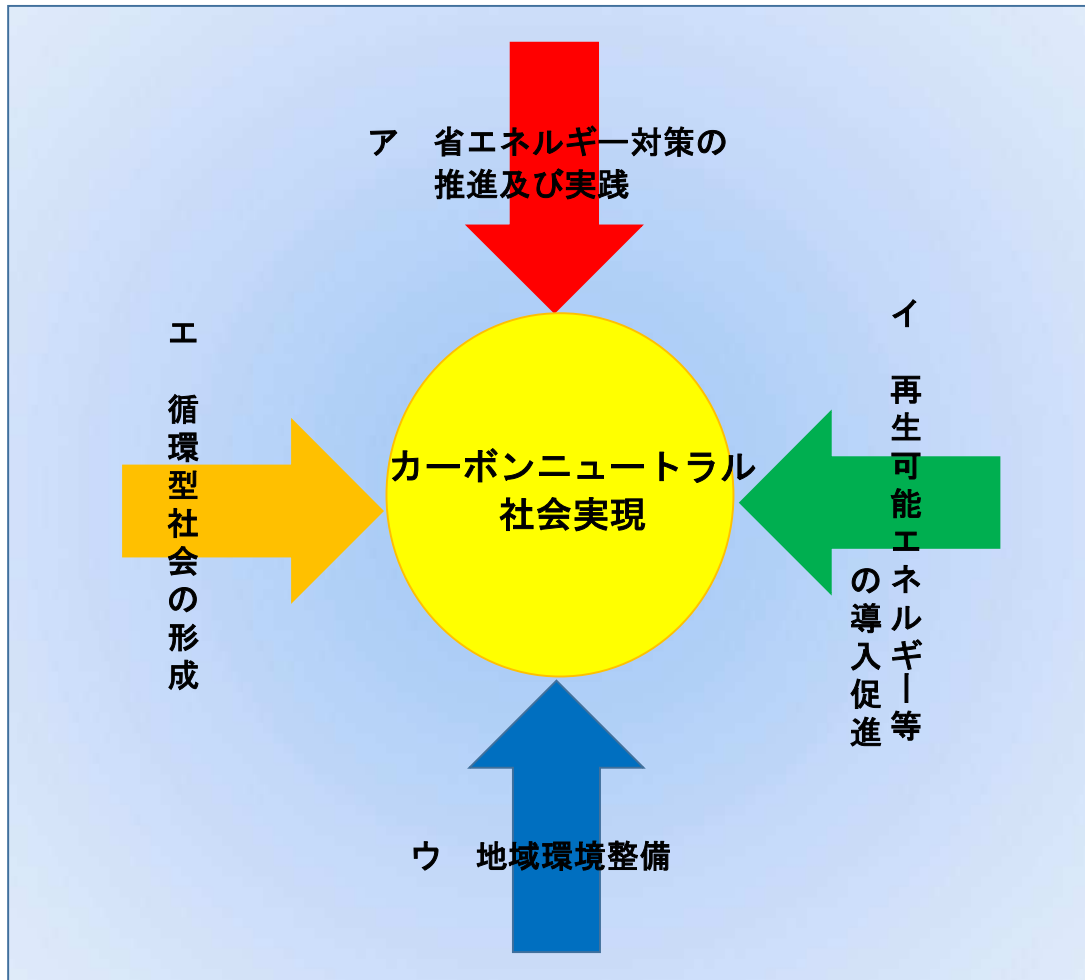 ア　省エネルギー対策の
推進及び実践
イ　再生可能エネルギー等
の導入促進
カーボンニュートラル
社会実現
エ　循環型社会の形成
ウ　地域環境整備